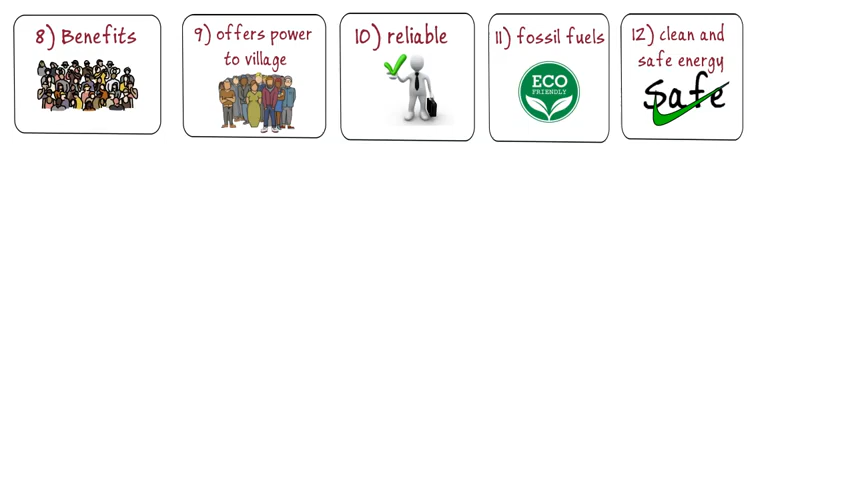 8) Benefits
9) offers power
to village
10) reliable
11) fossil fuels
ECO
FRIENDLY
12) clean and
safe energy
Safe